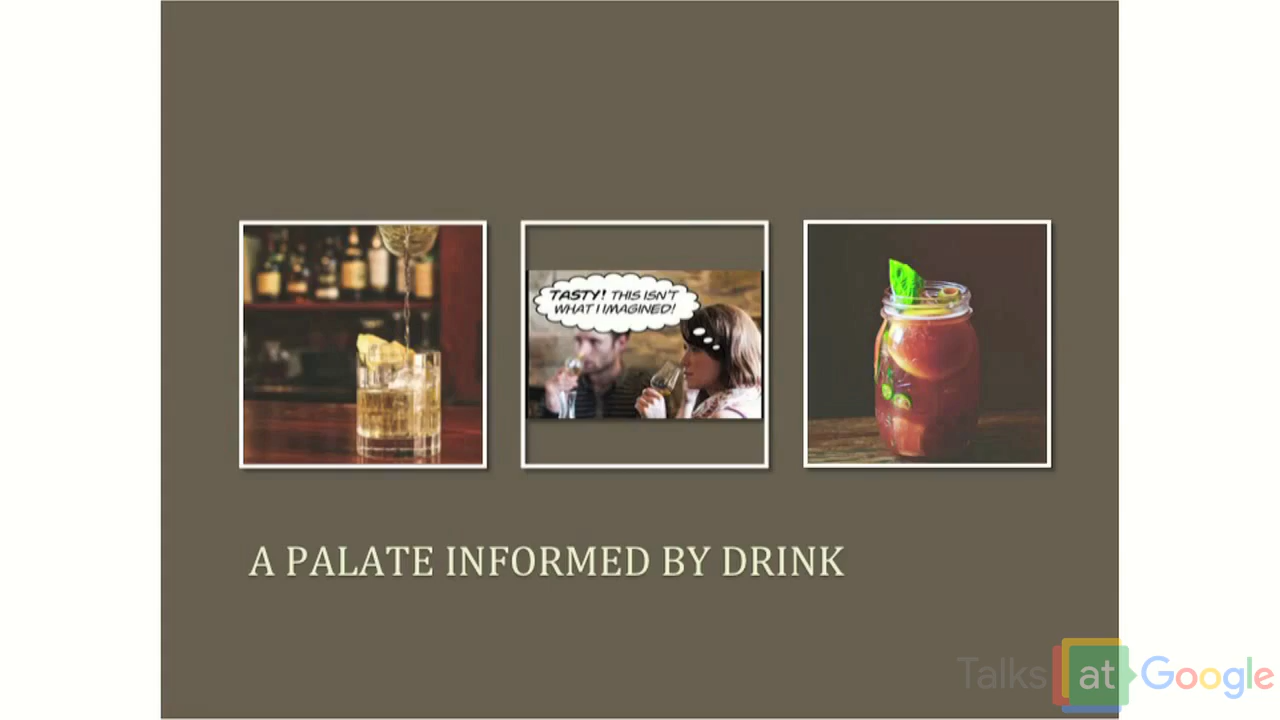 TASTY! THIS ISN'T
WHAT I IMAGINED!
A PALATE INFORMED BY DRINK
Talks at Google